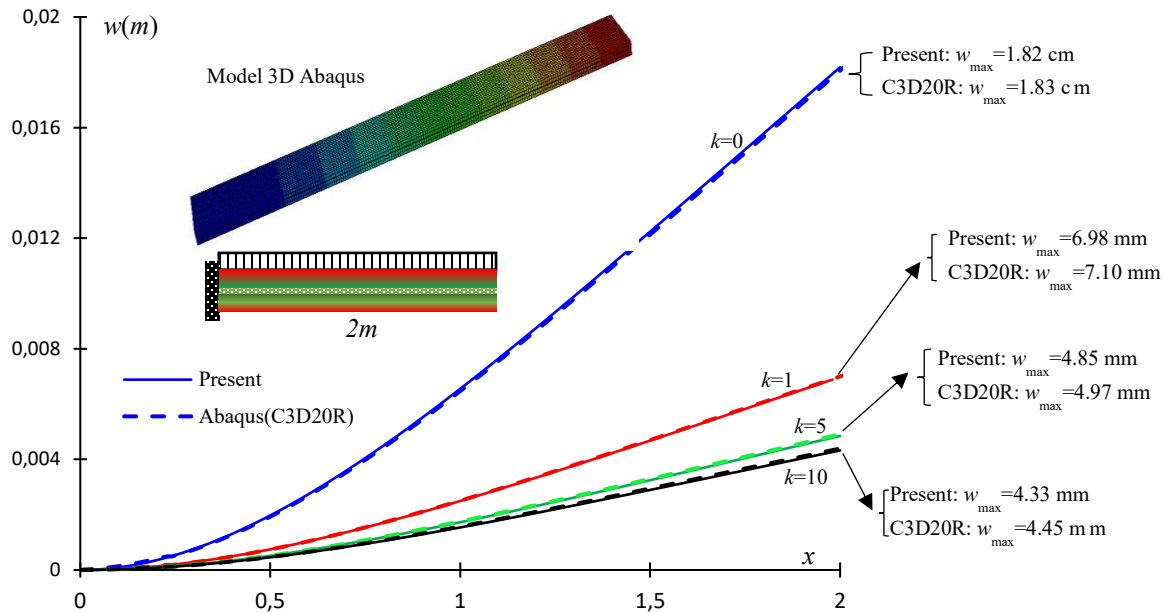 0,02
w(m)
Model 3D Abaqus
Present: wmax=1.82 cm
C3D20R: wmax=1.83 c m
0,016
k=0
0,012
Present: wmax=6.98 mm
C3D20R: wmax=7.10 mm
2m
0,008
Present
Abaqus(C3D20R)
k=1
Present: wmax=4.85 mm
C3D20R: wmax=4.97 mm
k=5
0,004
k=10
Present: wmax=4.33 mm
C3D20R: wmax=4.45 m m
x
0
0 0,5 1 1,5 2